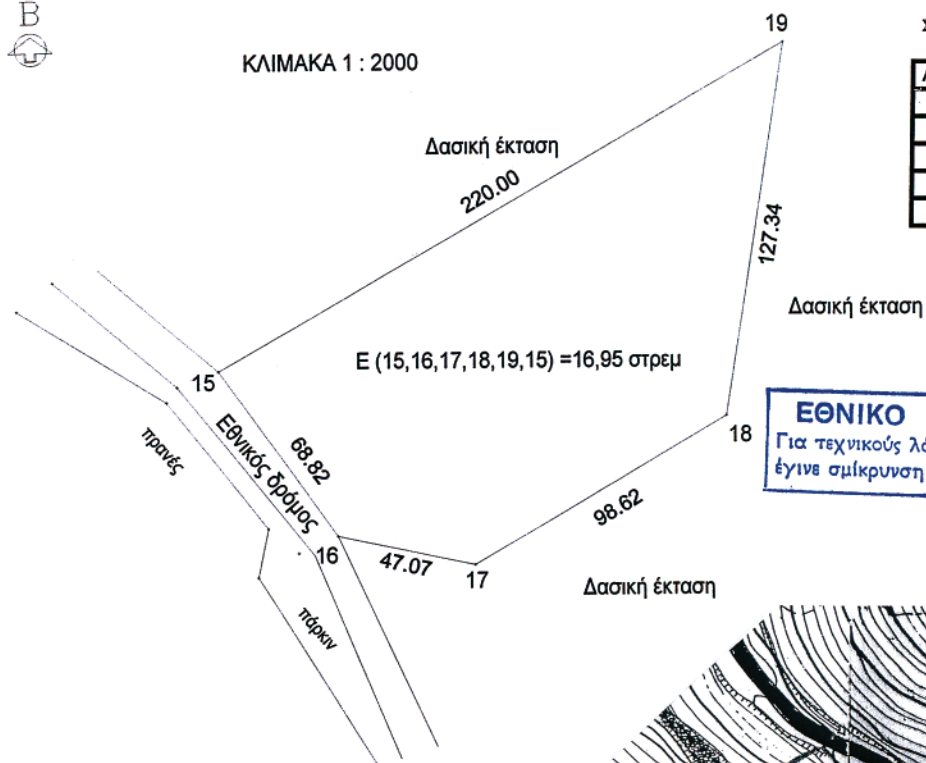 Β
19
ΚΛΙΜΑΚΑ 1 : 2000
Δασική έκταση
220.00
127.34
Δασική έκταση
Ε (15,16,17,18,19,15) =16,95 στρεμ
15
ΕΘΝΙΚΟ
Για τεχνικούς
έγινε σμίκρυνση
18
πρανές
Εθνικός δρόμος
68.82
98.62
16
47.07
17
Δασική έκταση
πάρκιν